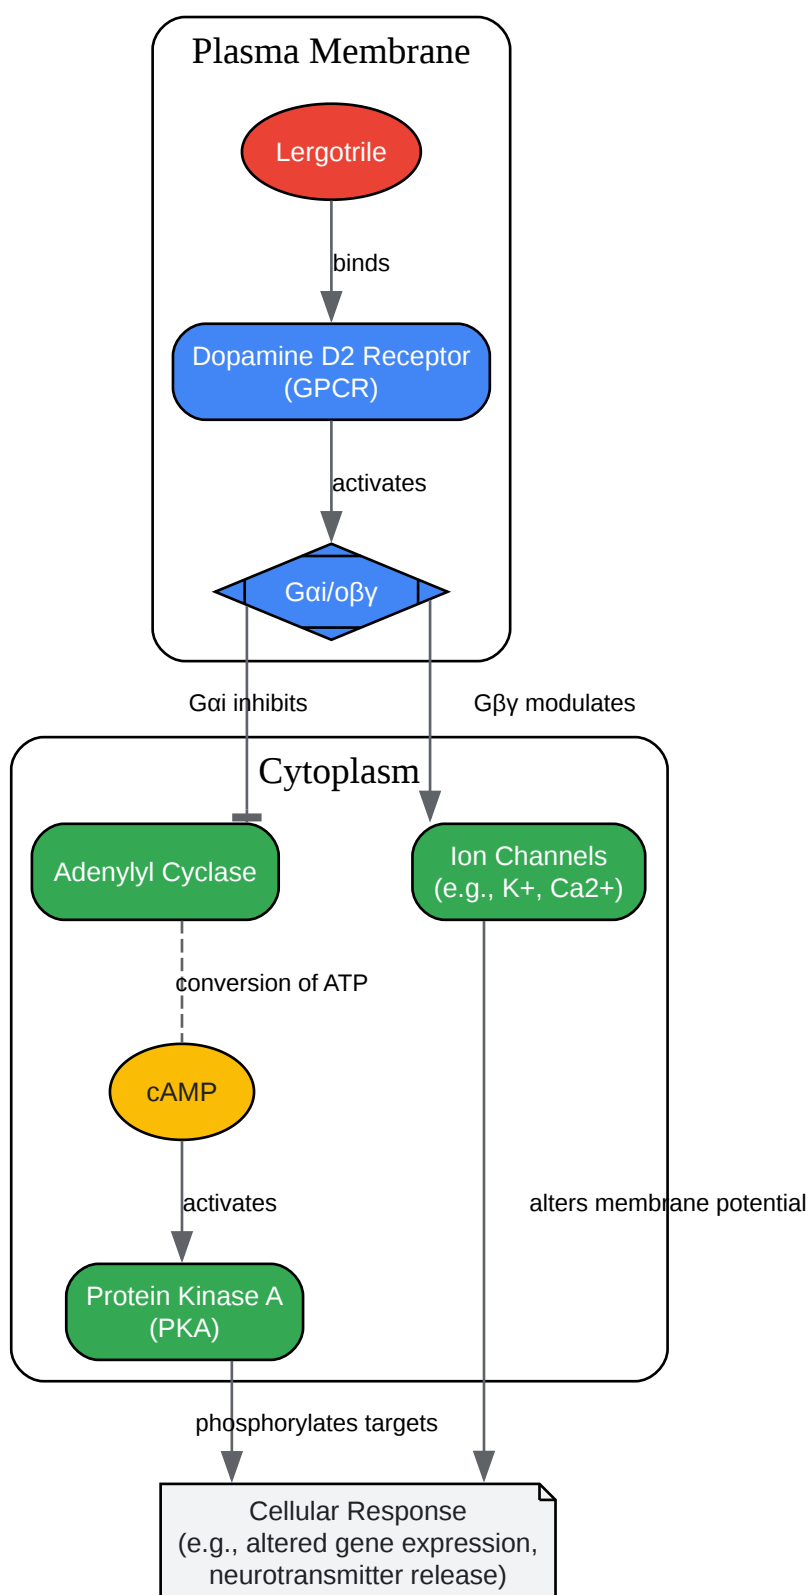 Plasma Membrane
Lergotrile
binds
Dopamine D2 Receptor
(GPCR)
activates
Gαi/oβγ
Gαi inhibits
Gβγ modulates
Cytoplasm
Adenylyl Cyclase
Ion Channels
(e.g., K+, Ca2+)
conversion of ATP
cAMP
activates
alters membrane potential
Protein Kinase A
(PKA)
phosphorylates targets
Cellular Response
(e.g., altered gene expression,
neurotransmitter release)